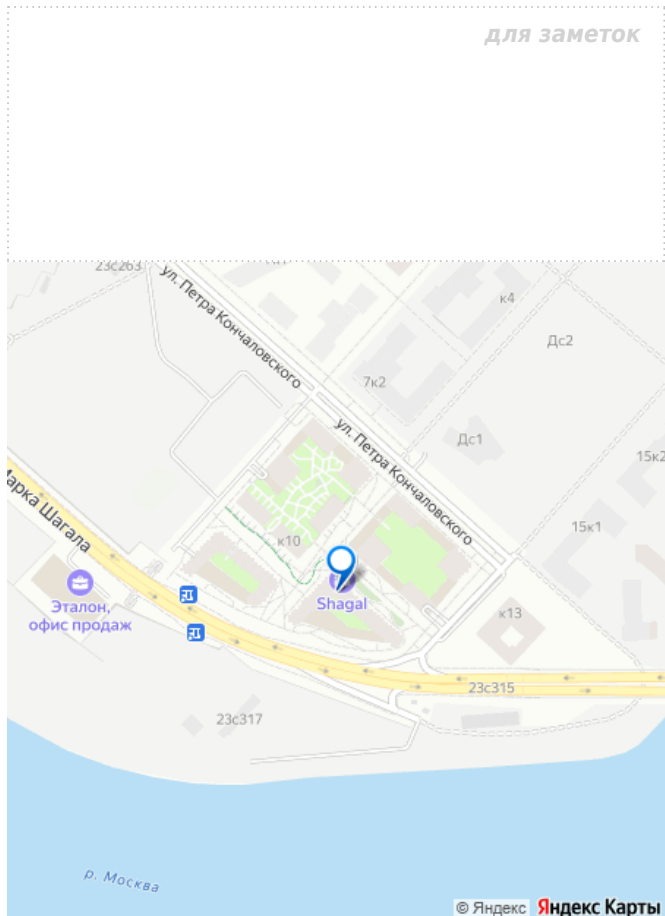 для заметок
23с263
ул. Петра Кончаловского
к4
Дс2
7к2
ул. Петра Кончаловского
Дс1
15к2
Марка Шагала
15к1
к10
Эталон,
офис продаж
Shagal
к13
23с315
23с317
р. Москва
© Яндекс Яндекс Карты